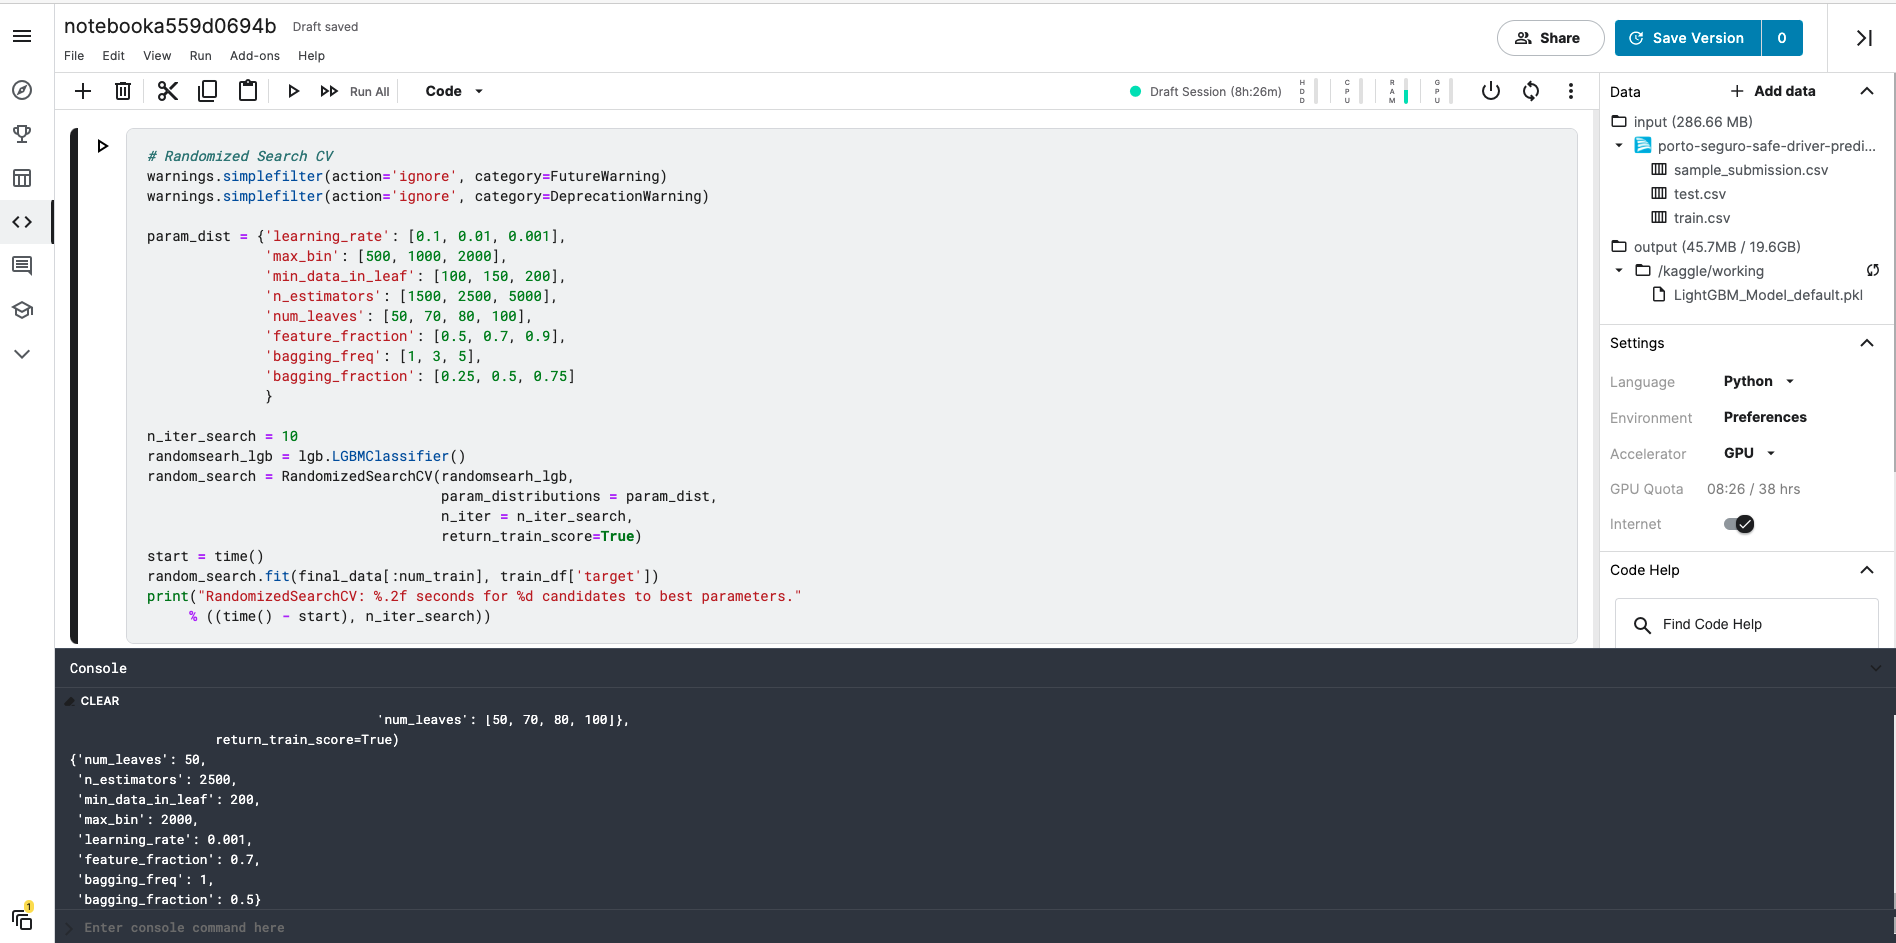 notebooka559d0694b Draft saved
File Edit View Run Add-ons Help
Share
Save Version 0
Run All Code
Draft Session (8h:26m) HDD CPU RAM GPU
# Randomized Search CV
warnings.simplefilter(action='ignore', category=FutureWarning)
warnings.simplefilter(action='ignore', category=DeprecationWarning)
param_dist = {'learning_rate': [0.1, 0.01, 0.001],
'max_bin': [500, 1000, 2000],
'min_data_in_leaf': [100, 150, 200],
'n_estimators': [1500, 2500, 5000],
'num_leaves': [50, 70, 80, 100],
'feature_fraction': [0.5, 0.7, 0.9],
'bagging_freq': [1, 3, 5],
'bagging_fraction': [0.25, 0.5, 0.75]
}
n_iter_search = 10
randomsearh_lgb = lgb.LGBMClassifier()
random_search = RandomizedSearchCV(randomsearh_lgb,
param_distributions = param_dist,
n_iter = n_iter_search,
return_train_score=True)
start = time()
random_search.fit(final_data[:num_train], train_df['target'])
print("RandomizedSearchCV: %.2f seconds for %d candidates to best parameters."
% ((time() - start), n_iter_search))
Data
+ Add data
input (286.66 MB)
porto-seguro-safe-driver-predi...
sample_submission.csv
test.csv
train.csv
output (45.7MB / 19.6GB)
/kaggle/working
LightGBM_Model_default.pkl
Settings
Language Python
Environment Preferences
Accelerator GPU
GPU Quota 08:26 / 38 hrs
Internet
Code Help
Find Code Help
Console
CLEAR
'num_leaves': [50, 70, 80, 100]},
return_train_score=True)
{'num_leaves': 50,
'n_estimators': 2500,
'min_data_in_leaf': 200,
'max_bin': 2000,
'learning_rate': 0.001,
'feature_fraction': 0.7,
'bagging_freq': 1,
'bagging_fraction': 0.5}
Enter console command here
1